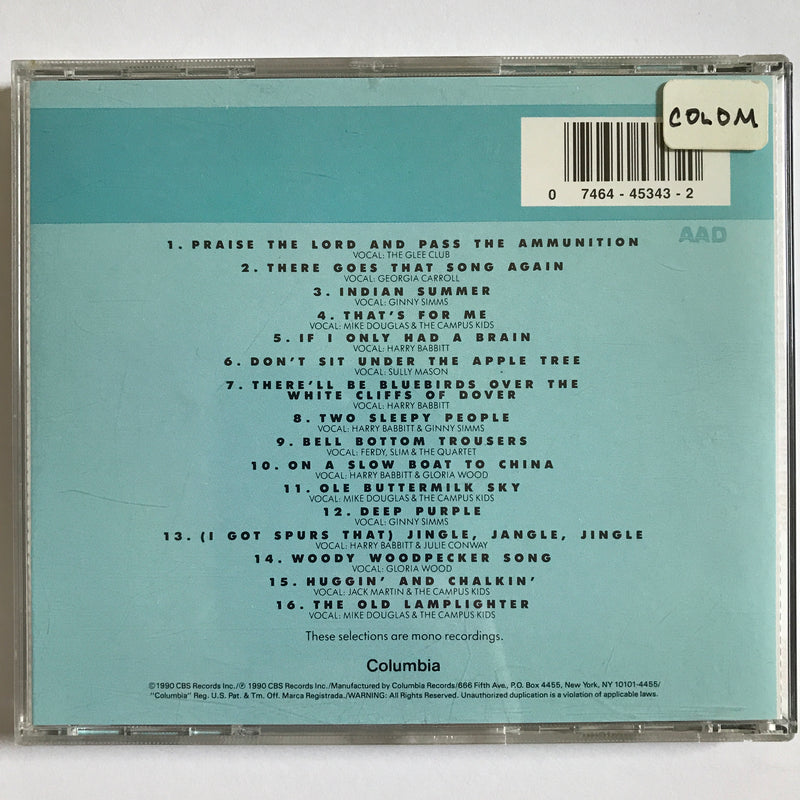 COLOM
0 7464 - 45343 - 2
AAD
1. PRAISE THE LORD AND PASS THE AMMUNITION
VOCAL: THE GLEE CLUB
2. THERE GOES THAT SONG AGAIN
VOCAL: GEORGIA CARROLL
3. INDIAN SUMMER
VOCAL: GINNY SIMMS
4. THAT'S FOR ME
VOCAL: MIKE DOUGLAS & THE CAMPUS KIDS
5. IF I ONLY HAD A BRAIN
VOCAL: HARRY BABBITT
6. DON'T SIT UNDER THE APPLE TREE
VOCAL: SULLY MASON
7. THERE'LL BE BLUEBIRDS OVER THE
WHITE CLIFFS OF DOVER
VOCAL: HARRY BABBITT
8. TWO SLEEPY PEOPLE
VOCAL: HARRY BABBITT & GINNY SIMMS
9. BELL BOTTOM TROUSERS
VOCAL: FERDY, SLIM & THE QUARTET
10. ON A SLOW BOAT TO CHINA
VOCAL: HARRY BABBITT & GLORIA WOOD
11. OLE BUTTERMILK SKY
VOCAL: MIKE DOUGLAS & THE CAMPUS KIDS
12. DEEP PURPLE
VOCAL: GINNY SIMMS
13. (I GOT SPURS THAT) JINGLE, JANGLE, JINGLE
VOCAL: HARRY BABBITT & JULIE CONWAY
14. WOODY WOODPECKER SONG
VOCAL: GLORIA WOOD
15. HUGGIN' AND CHALKIN'
VOCAL: JACK MARTIN & THE CAMPUS KIDS
16. THE OLD LAMPLIGHTER
VOCAL: MIKE DOUGLAS & THE CAMPUS KIDS
These selections are mono recordings.
Columbia
© 1990 CBS Records Inc./℗ 1990 CBS Records Inc./Manufactured by Columbia Records/666 Fifth Ave., P.O. Box 4455, New York, NY 10101-4455/
"Columbia" Reg. U.S. Pat. & Tm. Off. Marca Registrada./WARNING: All Rights Reserved. Unauthorized duplication is a violation of applicable laws.